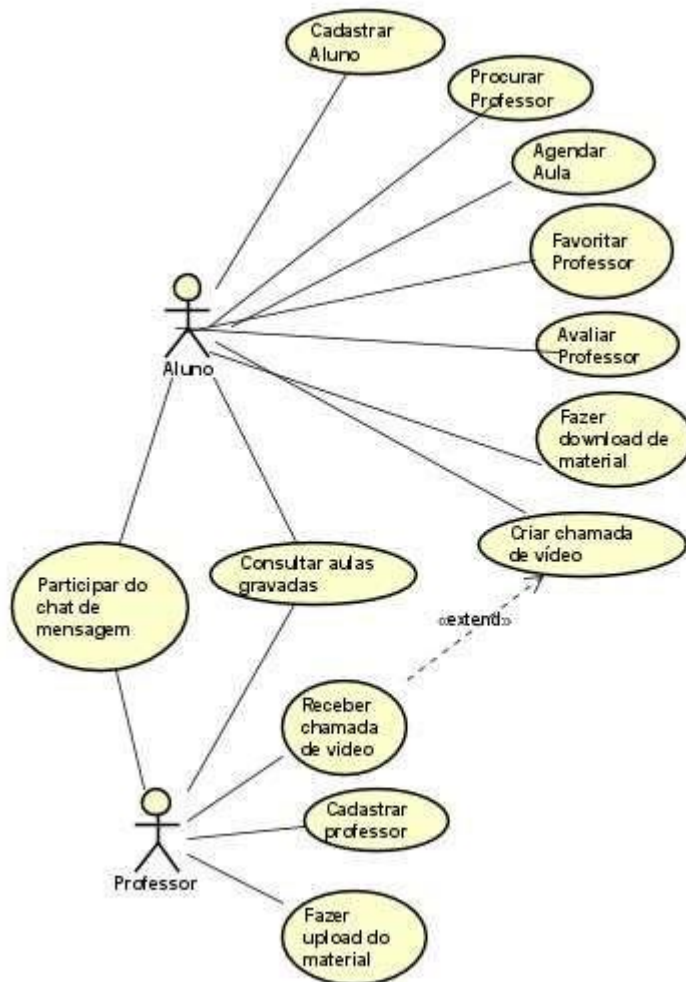 Cadastrar
Aluno
Procurar
Professor
Agendar
Aula
Favoritar
Professor
Avaliar
Professor
Aluno
Fazer
download de
material
Criar chamada
de vídeo
Consultar aulas
gravadas
Participar do
chat de
mensagem
«extend»
Receber
chamada
de video
Cadastrar
professor
Professor
Fazer
upload do
material